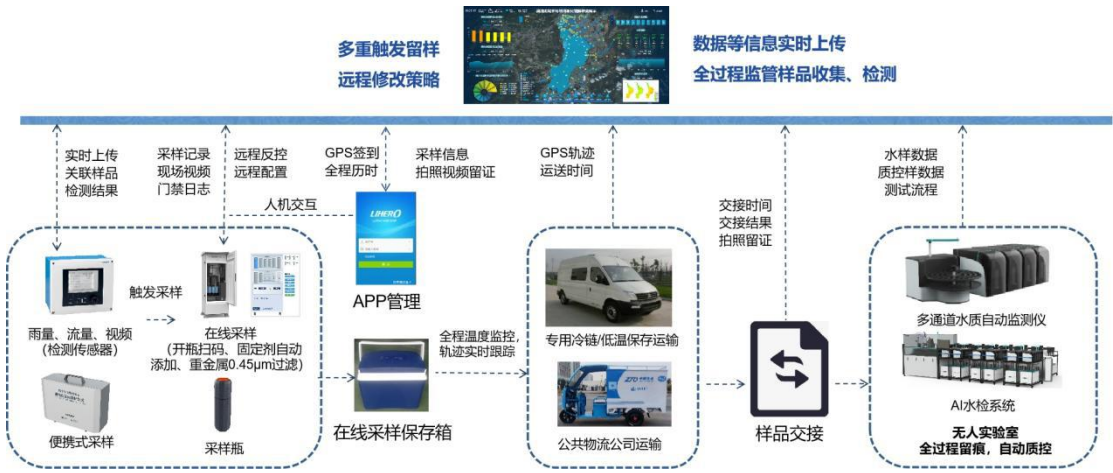 多重触发留样
远程修改策略
数据等信息实时上传
全过程监管样品收集、检测
实时上传
关联样品
检测结果
采样记录
现场视频
门禁日志
远程反控
远程配置
GPS签到
全程历时
采样信息
拍照视频留证
GPS轨迹
运送时间
交接时间
交接结果
拍照留证
水样数据
质控样数据
测试流程
人机交互
LIHERO
APP管理
触发采样
雨量、流量、视频
(检测传感器)
在线采样
(开瓶扫码、固定剂自动
添加、重金属0.45μm过滤)
便携式采样
采样瓶
全程温度监控,
轨迹实时跟踪
在线采样保存箱
专用冷链/低温保存运输
公共物流公司运输
样品交接
多通道水质自动监测仪
AI水检系统
无人实验室
全过程留痕,自动质控